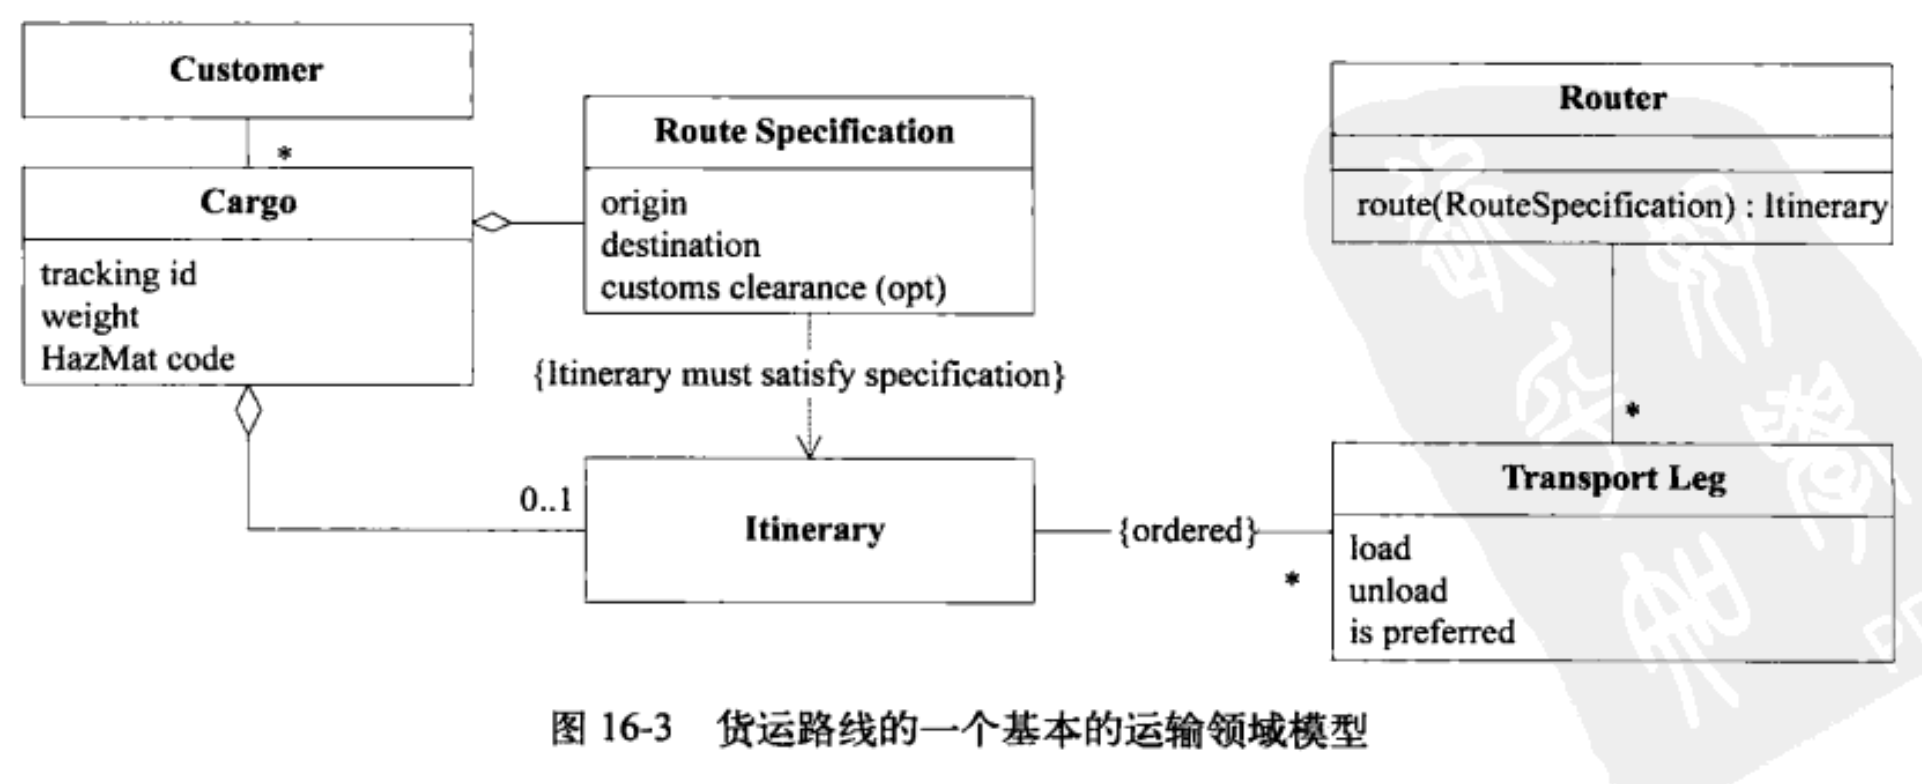 Customer
*
Cargo
tracking id
weight
HazMat code
Route Specification
origin
destination
customs clearance (opt)
{Itinerary must satisfy specification}
0..1
Itinerary
{ordered}
*
Router
route(RouteSpecification) : Itinerary
*
Transport Leg
load
unload
is preferred
图 16-3 货运路线的一个基本的运输领域模型